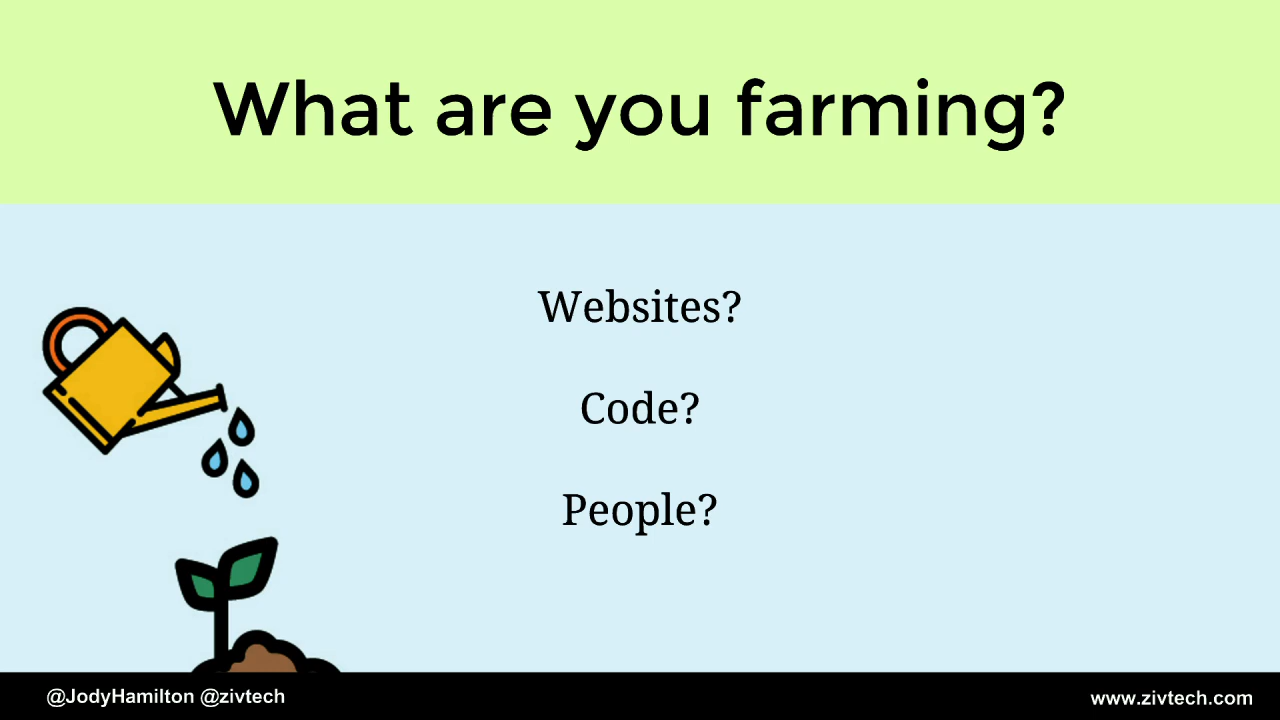 What are you farming?
Websites?
Code?
People?
@JodyHamilton @zivtech
www.zivtech.com